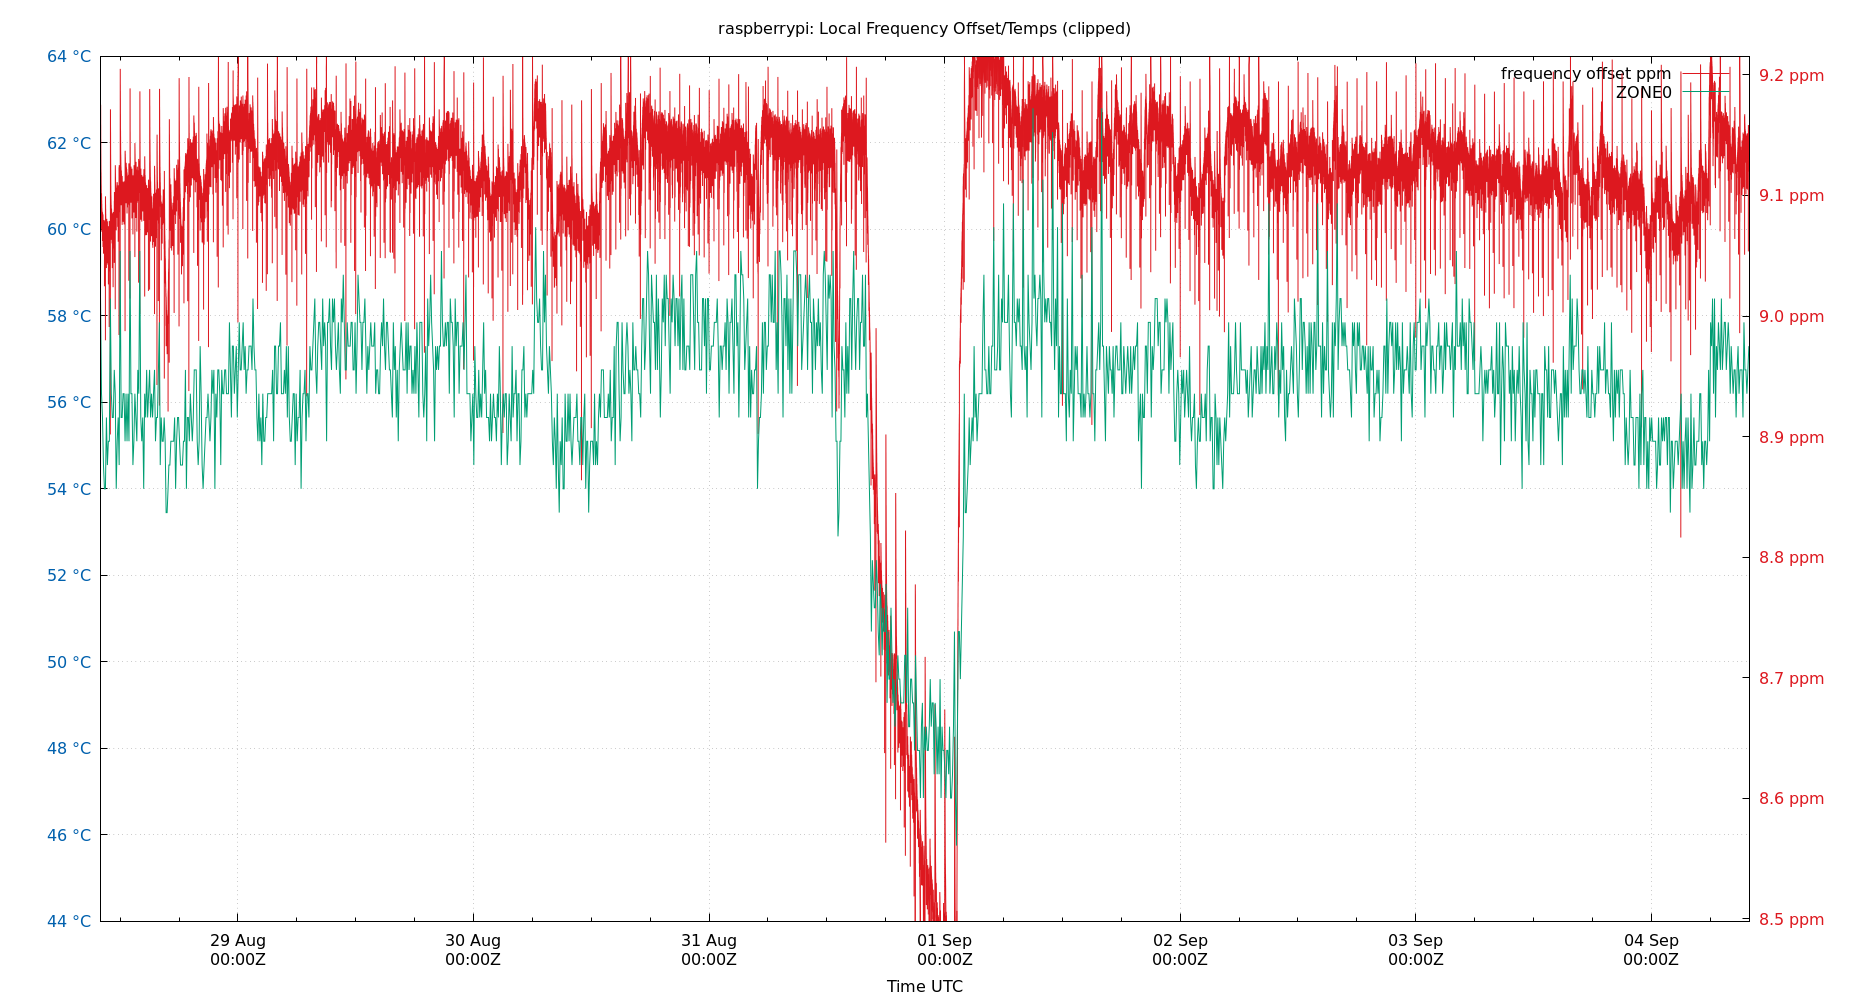 raspberrypi: Local Frequency Offset/Temps (clipped)
64 °C
62 °C
60 °C
58 °C
56 °C
54 °C
52 °C
50 °C
48 °C
46 °C
44 °C
frequency offset ppm
ZONE0
9.2 ppm
9.1 ppm
9.0 ppm
8.9 ppm
8.8 ppm
8.7 ppm
8.6 ppm
8.5 ppm
29 Aug 30 Aug 31 Aug 01 Sep 02 Sep 03 Sep 04 Sep
00:00Z 00:00Z 00:00Z 00:00Z 00:00Z 00:00Z 00:00Z
Time UTC